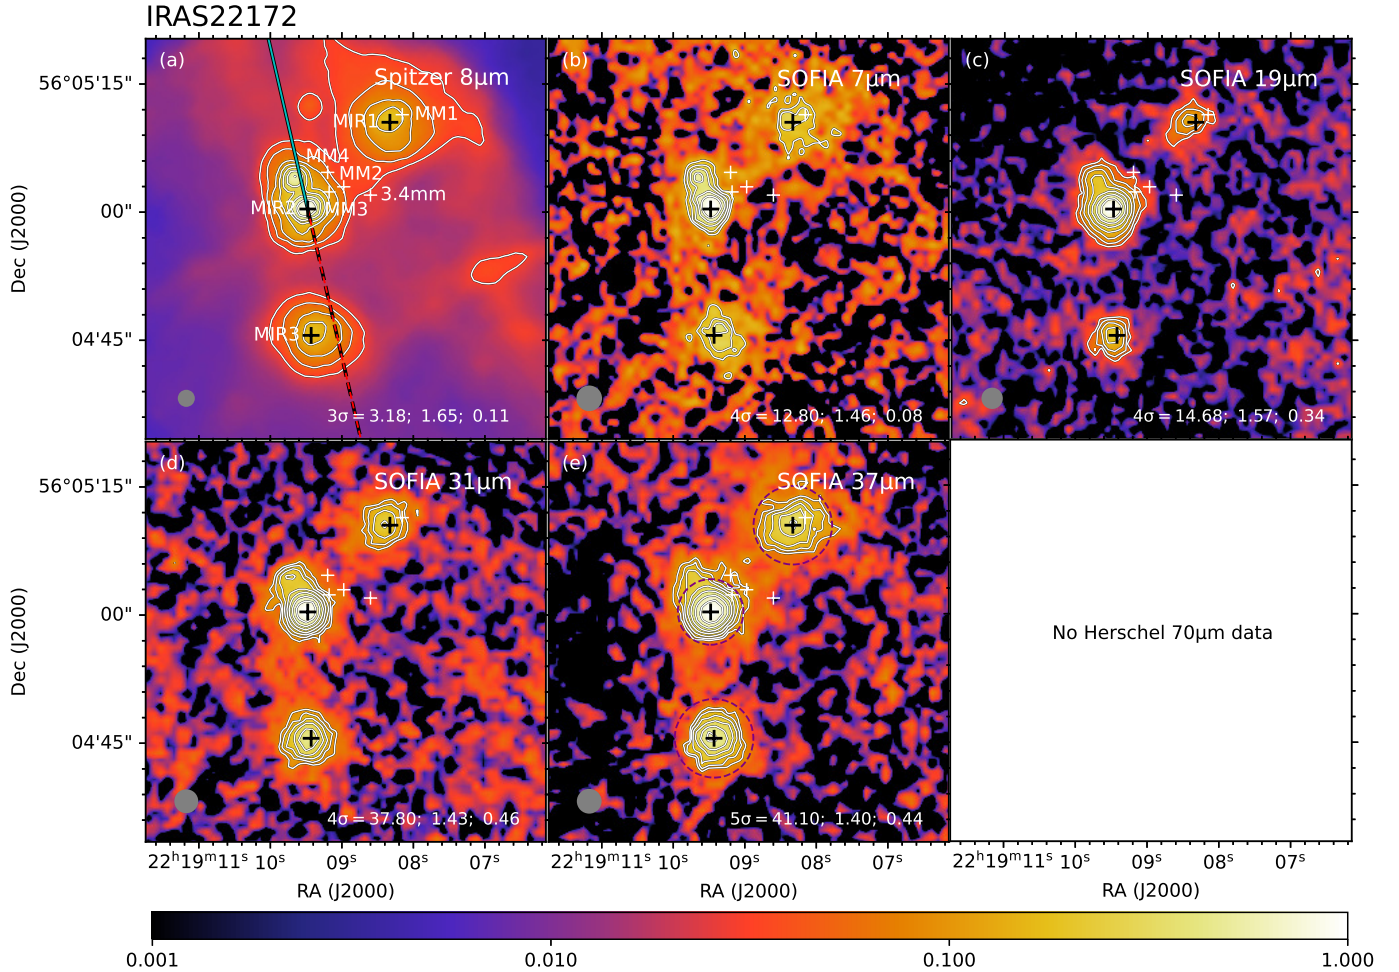 IRAS22172
(a)
Spitzer 8μm
MIR1
MM1
MM4
MM2
3.4mm
MIR2
MM3
MIR3
3σ = 3.18; 1.65; 0.11
(b)
SOFIA 7μm
4σ = 12.80; 1.46; 0.08
(c)
SOFIA 19μm
4σ = 14.68; 1.57; 0.34
56°05'15"
00"
04'45"
Dec (J2000)
(d)
SOFIA 31μm
4σ = 37.80; 1.43; 0.46
(e)
SOFIA 37μm
5σ = 41.10; 1.40; 0.44
No Herschel 70μm data
56°05'15"
00"
04'45"
Dec (J2000)
22ʰ19ᵐ11ˢ 10ˢ 09ˢ 08ˢ 07ˢ
22ʰ19ᵐ11ˢ 10ˢ 09ˢ 08ˢ 07ˢ
22ʰ19ᵐ11ˢ 10ˢ 09ˢ 08ˢ 07ˢ
RA (J2000)
RA (J2000)
RA (J2000)
0.001 0.010 0.100 1.000